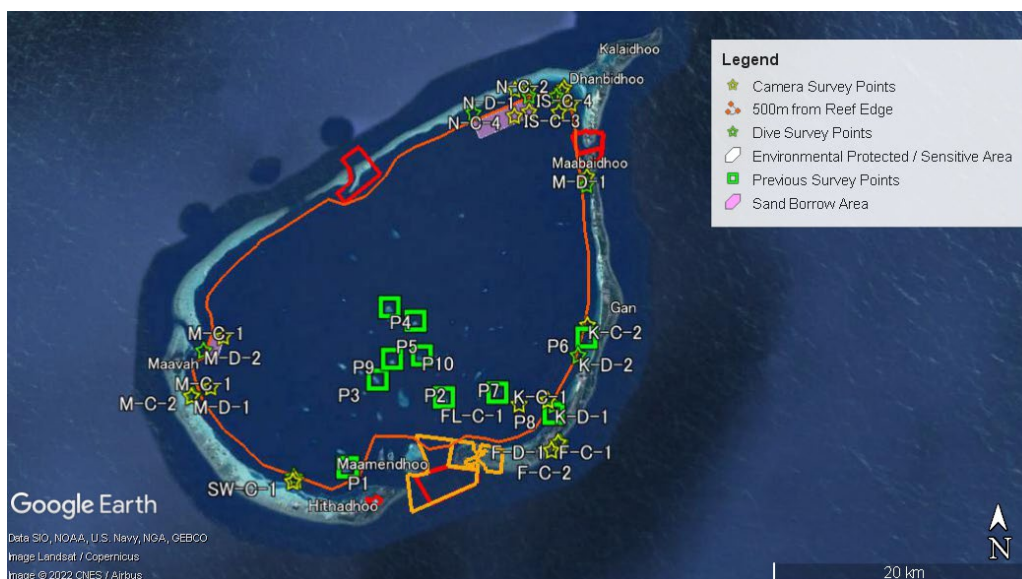 Kalaidhoo
Dhanbidhoo
N-C-2
N-D-1
IS-C-4
N-C-4
IS-C-3
Maabaidhoo
M-D-1
Legend
Camera Survey Points
500m from Reef Edge
Dive Survey Points
Environmental Protected / Sensitive Area
Previous Survey Points
Sand Borrow Area
Gan
P4
K-C-2
M-C-1
P5
P6
M-D-2
P10
Maavah
P9
K-D-2
M-C-1
P3
P2
P7
K-C-1
M-C-2
M-D-1
FL-C-1
P8
K-D-1
F-D-1
F-C-1
Maamendhoo
F-C-2
P1
SW-C-1
Hithadhoo
Google Earth
Data SIO, NOAA, U.S. Navy, NGA, GEBCO
Image Landsat / Copernicus
Image © 2022 CNES / Airbus
N
20 km